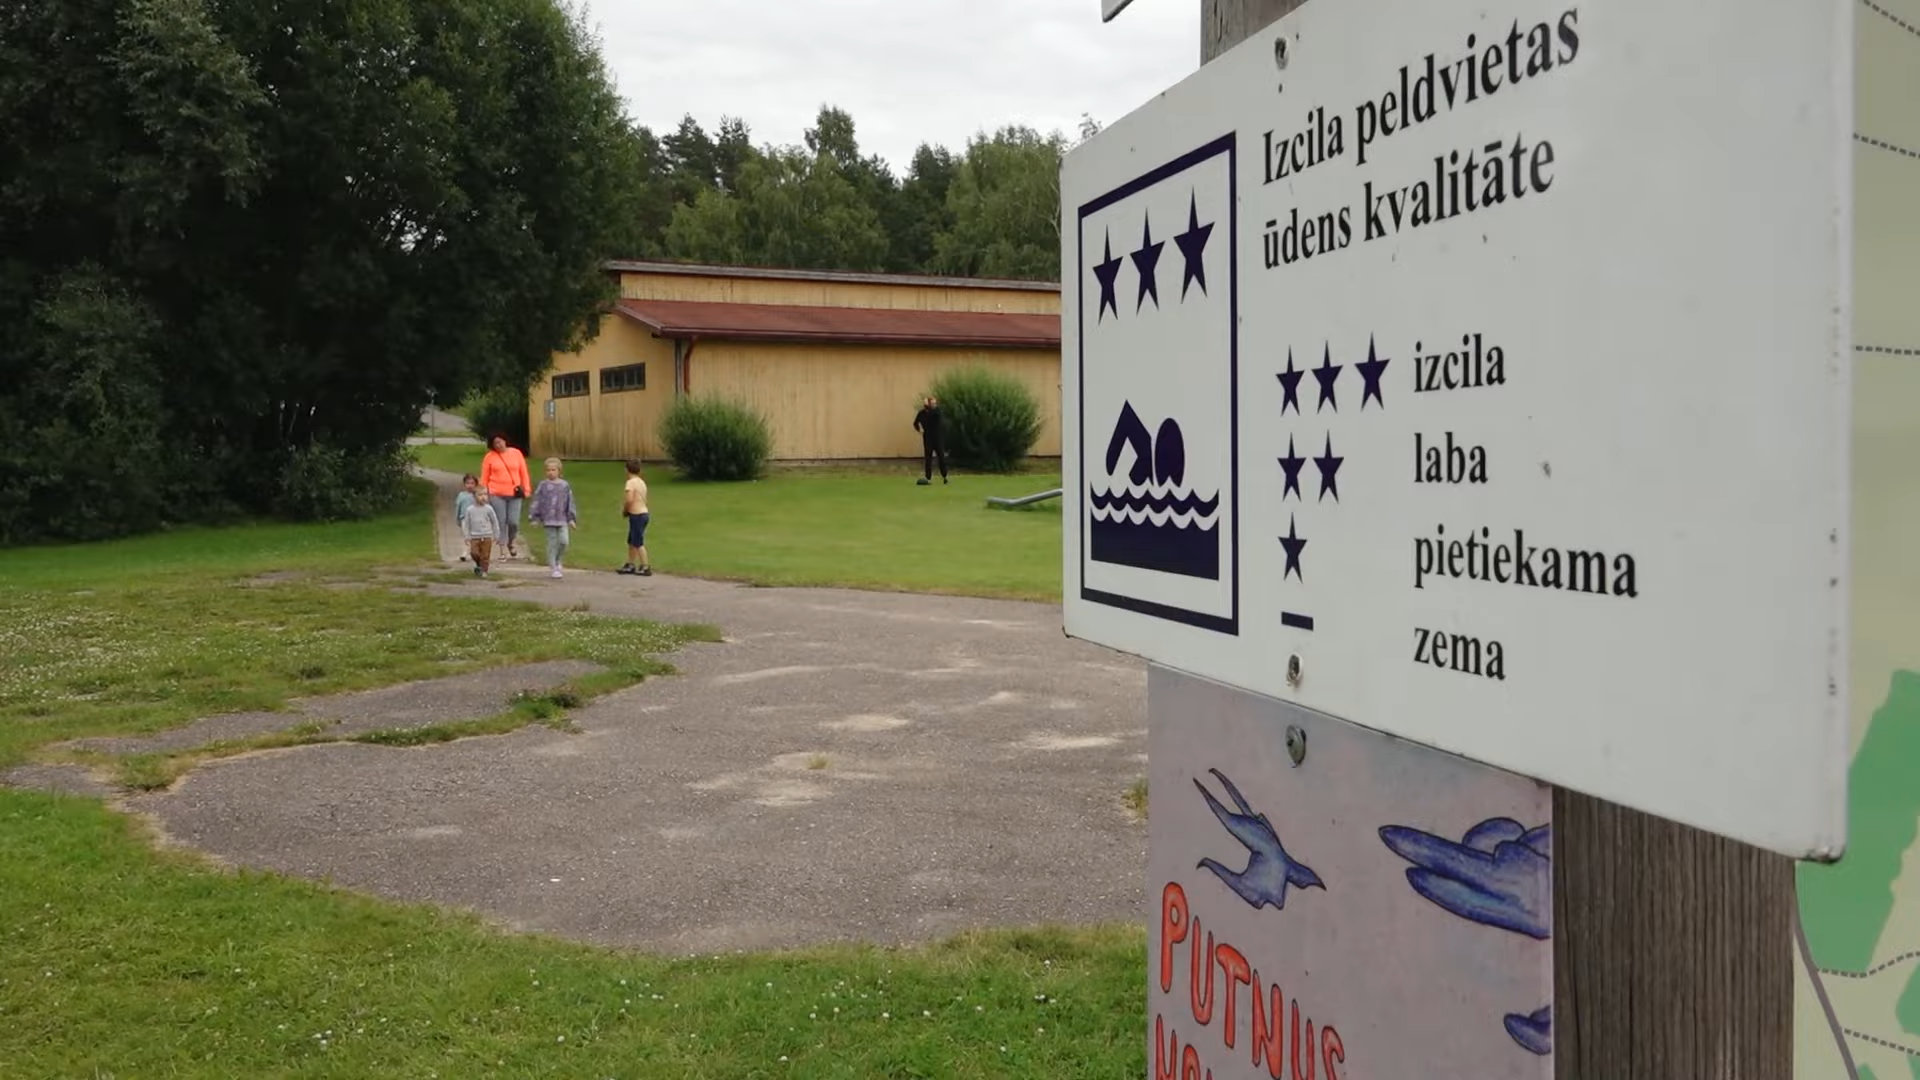 Izcila peldvietas
ūdens kvalitāte
izcila
laba
pietiekama
zema
PUTNUS